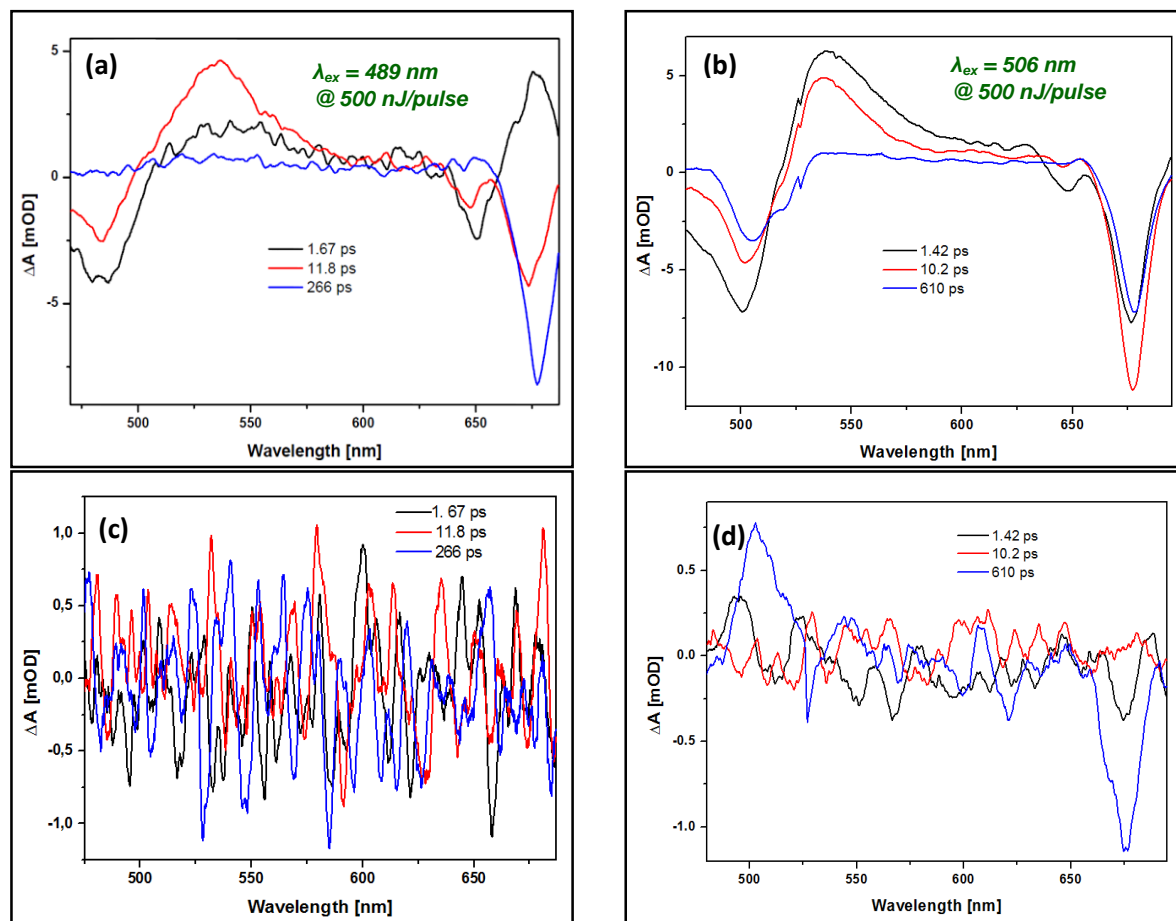 (a)
λex = 489 nm
@ 500 nJ/pulse
5
0
-5
ΔA [mOD]
1.67 ps
11.8 ps
266 ps
500
550
600
650
Wavelength [nm]
(b)
λex = 506 nm
@ 500 nJ/pulse
5
0
-5
-10
ΔA [mOD]
1.42 ps
10.2 ps
610 ps
500
550
600
650
Wavelength [nm]
(c)
1. 67 ps
11.8 ps
266 ps
1,0
0,5
0,0
-0,5
-1,0
ΔA [mOD]
500
550
600
650
Wavelength [nm]
(d)
1.42 ps
10.2 ps
610 ps
0.5
0.0
-0.5
-1.0
ΔA [mOD]
500
550
600
650
Wavelength [nm]